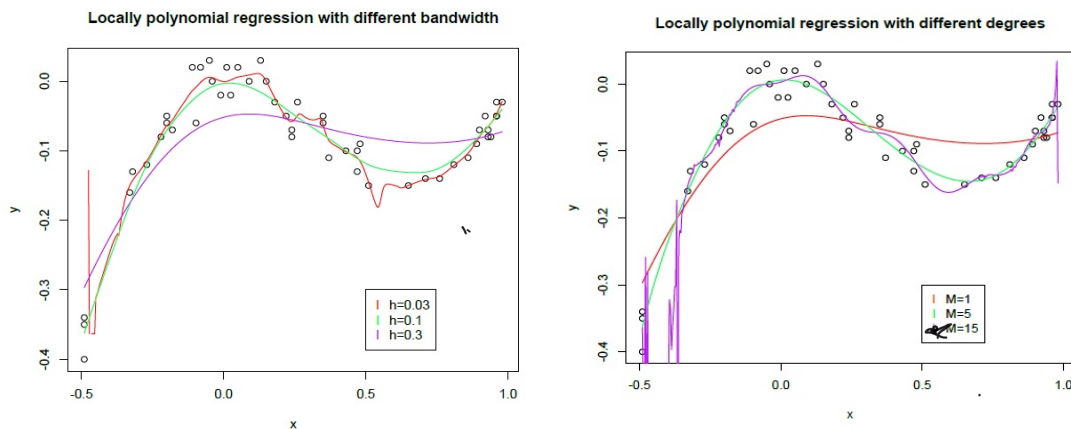 Locally polynomial regression with different bandwidth
0.0
-0.1
-0.2
-0.3
-0.4
y
h=0.03
h=0.1
h=0.3
-0.5
0.0
0.5
1.0
x
Locally polynomial regression with different degrees
0.0
-0.1
-0.2
-0.3
-0.4
y
M=1
M=5
M=15
-0.5
0.0
0.5
1.0
x